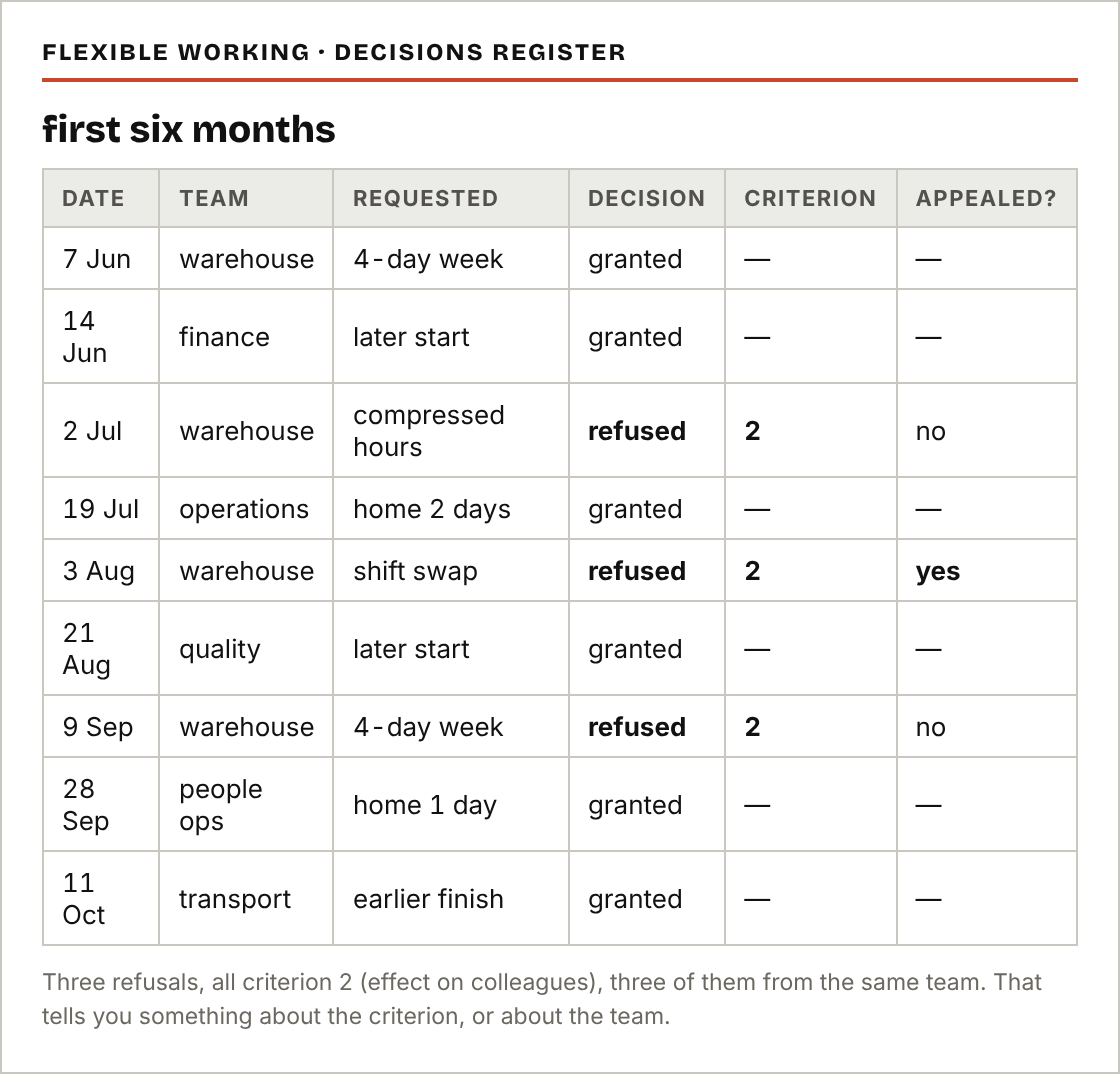 FLEXIBLE WORKING · DECISIONS REGISTER
first six months
DATE TEAM REQUESTED DECISION CRITERION APPEALED?
7 Jun warehouse 4-day week granted — —
14 Jun finance later start granted — —
2 Jul warehouse compressed hours refused 2 no
19 Jul operations home 2 days granted — —
3 Aug warehouse shift swap refused 2 yes
21 Aug quality later start granted — —
9 Sep warehouse 4-day week refused 2 no
28 Sep people ops home 1 day granted — —
11 Oct transport earlier finish granted — —
Three refusals, all criterion 2 (effect on colleagues), three of them from the same team. That
tells you something about the criterion, or about the team.